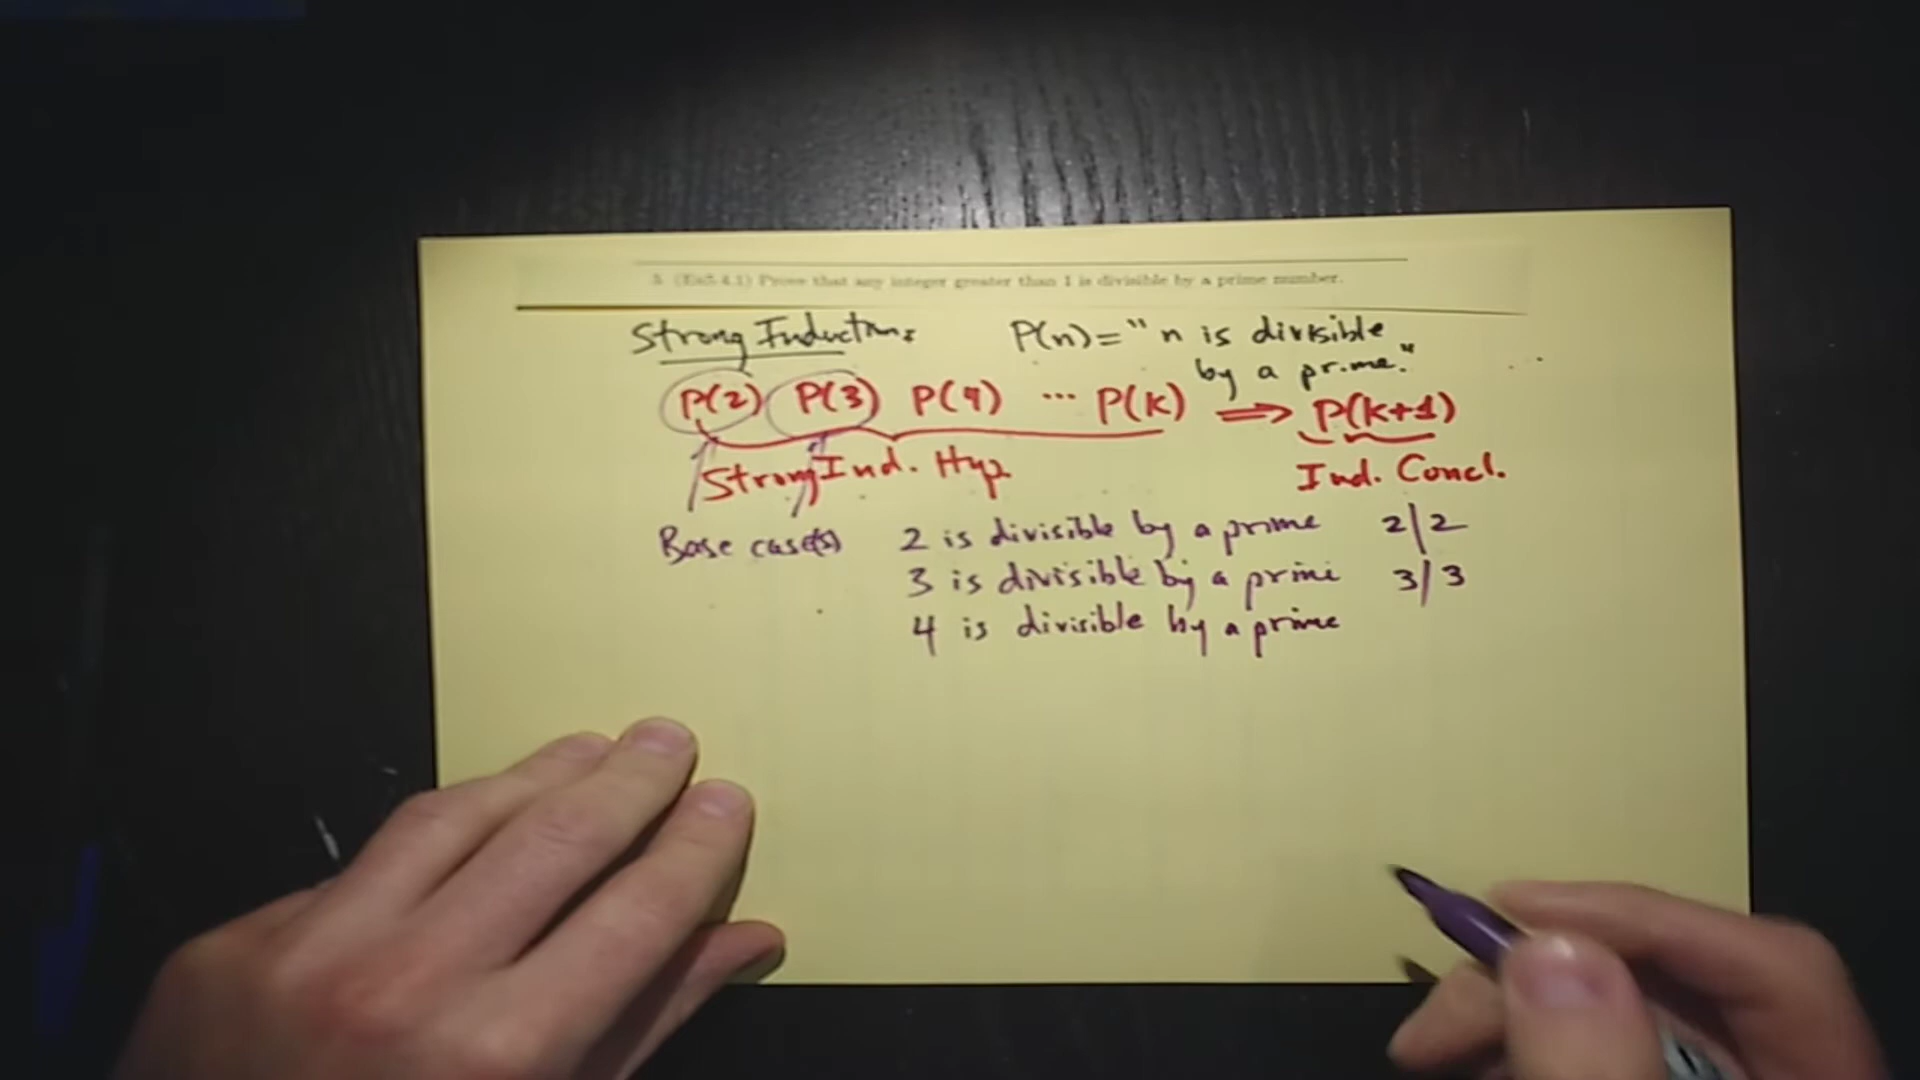 5. (Ex5.4.1) Prove that any integer greater than 1 is divisible by a prime number.
Strong Induction: P(n) = "n is divisible
by a prime."
P(2) P(3) P(4) ... P(k) ⟹ P(k+1)
Strong Ind. Hyp Ind. Concl.
Base case(s) 2 is divisible by a prime 2|2
3 is divisible by a prime 3|3
4 is divisible by a prime